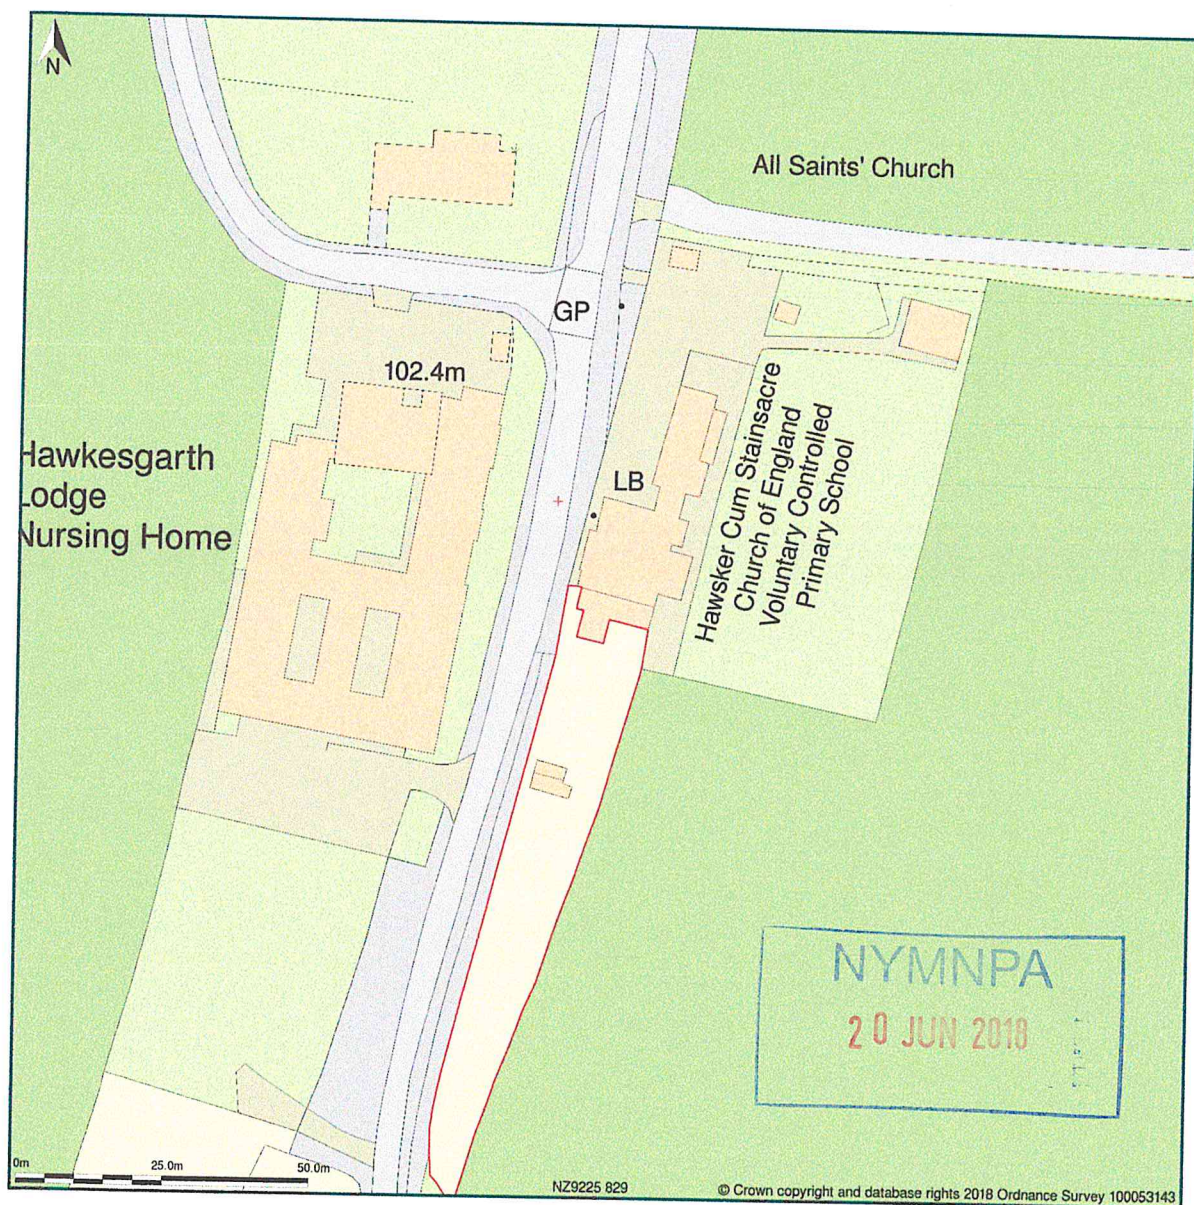 N
All Saints' Church
GP
102.4m
Hawkesgarth
Lodge
Nursing Home
LB
Hawsker Cum Stainsacre
Church of England
Voluntary Controlled
Primary School
NYMNPA
20 JUN 2018
0m
25.0m
50.0m
NZ9225 829
© Crown copyright and database rights 2018 Ordnance Survey 100053143